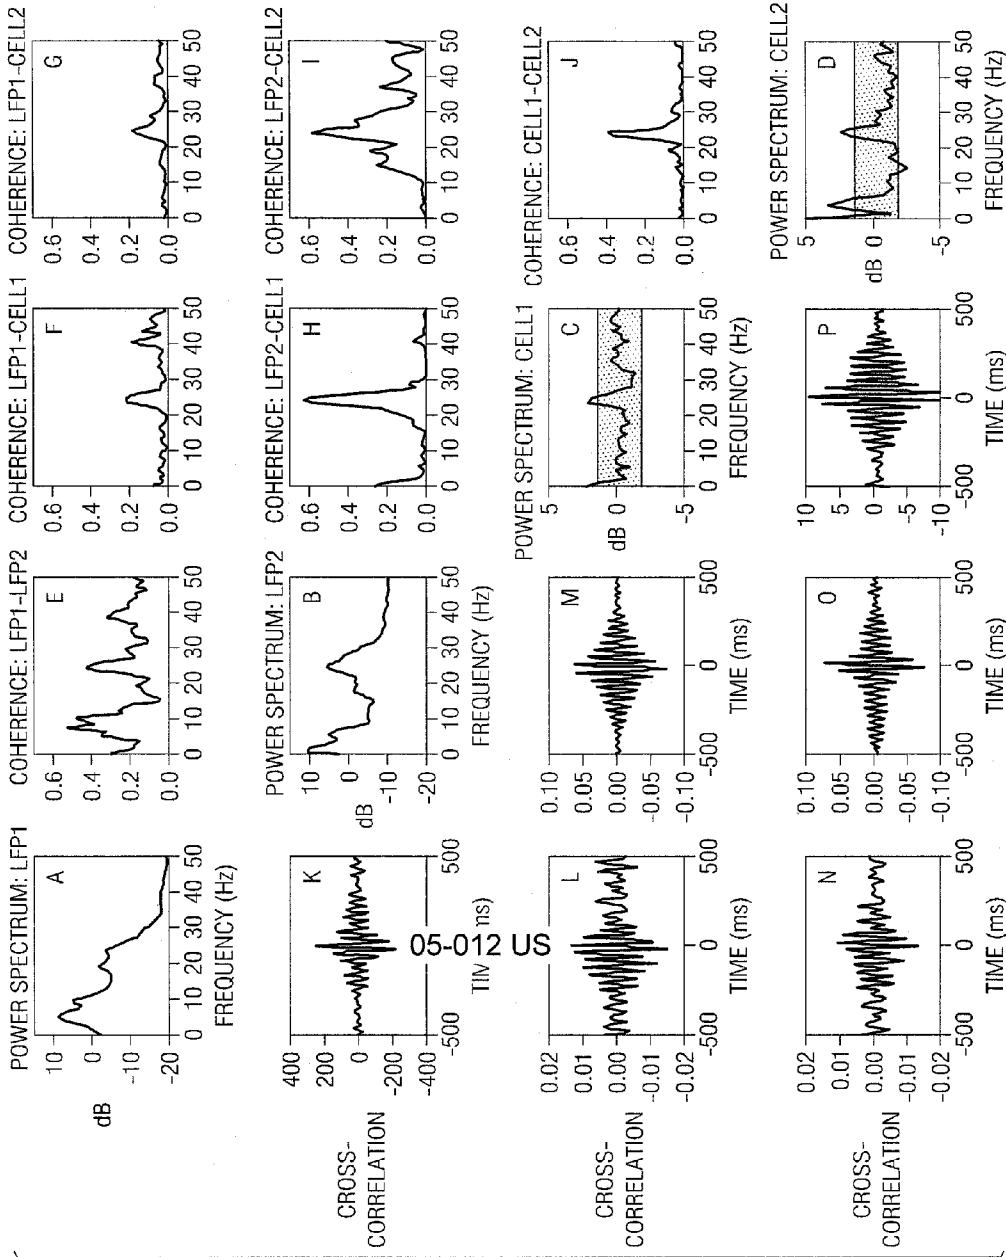 POWER SPECTRUM: LFP1
A
10
0
-10
-20
dB
0 10 20 30 40 50
FREQUENCY (Hz)
COHERENCE: LFP1-LFP2
E
0.6
0.4
0.2
0.0
0 10 20 30 40 50
COHERENCE: LFP1-CELL1
F
0.6
0.4
0.2
0.0
0 10 20 30 40 50
COHERENCE: LFP1-CELL2
G
0.6
0.4
0.2
0.0
0 10 20 30 40 50
CROSS-
CORRELATION
K
400
200
0
-200
-400
-500 500
TIM
ms)
05-012 US
POWER SPECTRUM: LFP2
B
10
0
-10
-20
dB
0 10 20 30 40 50
FREQUENCY (Hz)
COHERENCE: LFP2-CELL1
H
0.6
0.4
0.2
0.0
0 10 20 30 40 50
COHERENCE: LFP2-CELL2
I
0.6
0.4
0.2
0.0
0 10 20 30 40 50
CROSS-
CORRELATION
L
0.02
0.01
0.00
-0.01
-0.02
-500 0 500
TIME (ms)
M
0.10
0.05
0.00
-0.05
-0.10
-500 0 500
TIME (ms)
POWER SPECTRUM: CELL1
C
5
0
-5
dB
0 10 20 30 40 50
FREQUENCY (Hz)
COHERENCE: CELL1-CELL2
J
0.6
0.4
0.2
0.0
0 10 20 30 40 50
CROSS-
CORRELATION
N
0.02
0.01
0.00
-0.01
-0.02
-500 0 500
TIME (ms)
O
0.10
0.05
0.00
-0.05
-0.10
-500 0 500
TIME (ms)
P
10
5
0
-5
-10
-500 0 500
TIME (ms)
POWER SPECTRUM: CELL2
D
5
0
-5
dB
0 10 20 30 40 50
FREQUENCY (Hz)